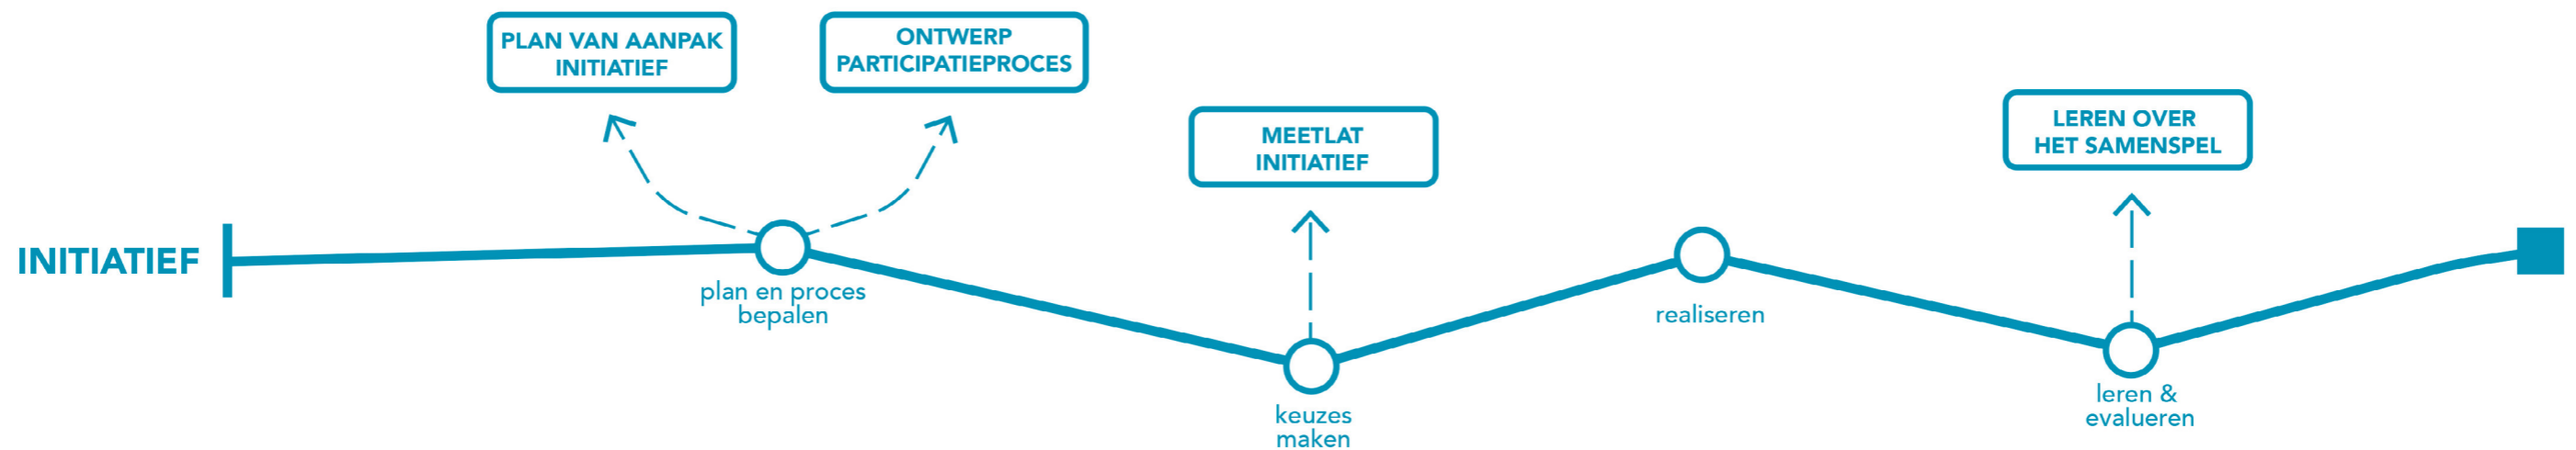 PLAN VAN AANPAK
INITIATIEF
ONTWERP
PARTICIPATIEPROCES
MEETLAT
INITIATIEF
LEREN OVER
HET SAMENSPEL
INITIATIEF
plan en proces
bepalen
keuzes
maken
realiseren
leren &
evalueren